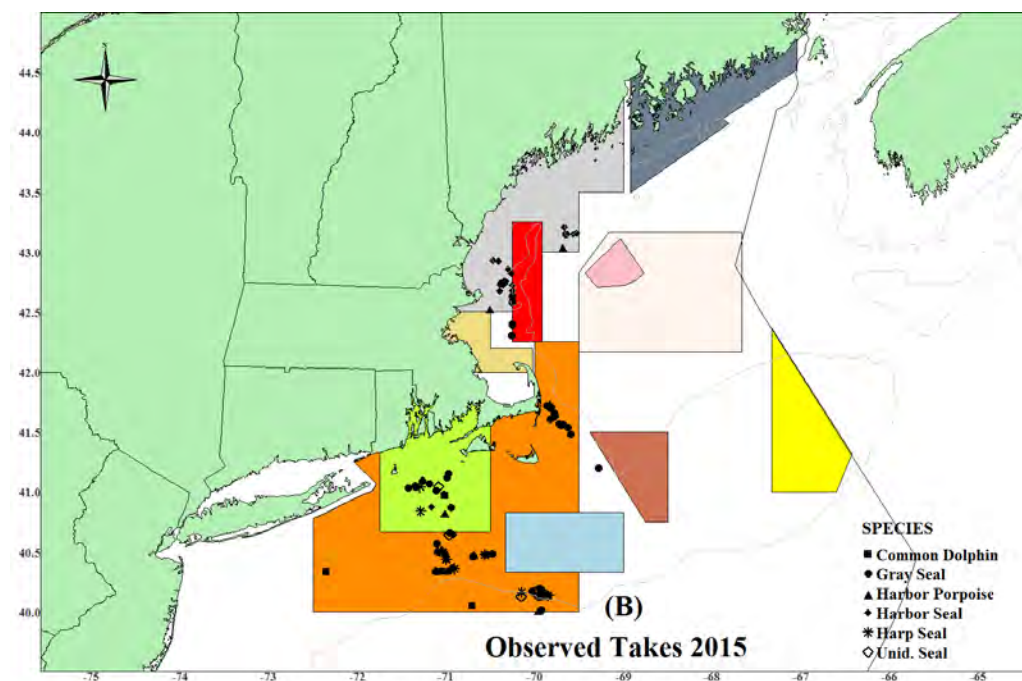 N
44.5
44.0
43.5
43.0
42.5
42.0
41.5
41.0
40.5
40.0
SPECIES
Common Dolphin
Gray Seal
Harbor Porpoise
Harbor Seal
Harp Seal
Unid. Seal
(B)
Observed Takes 2015
-75 -74 -73 -72 -71 -70 -69 -68 -67 -66 -65